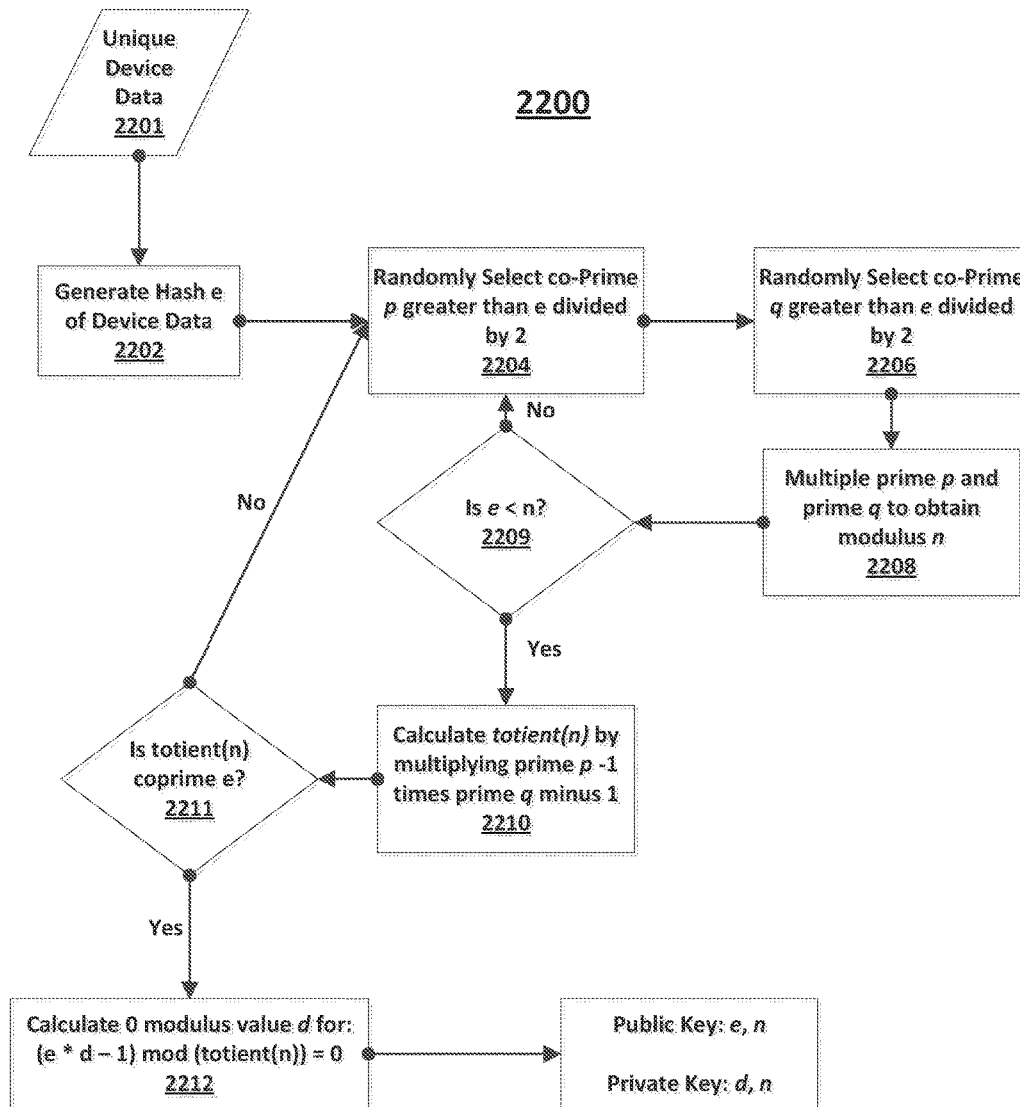 Unique
Device
Data
2201
2200
Generate Hash e
of Device Data
2202
Randomly Select co-Prime
p greater than e divided
by 2
2204
Randomly Select co-Prime
q greater than e divided
by 2
2206
Multiple prime p and
prime q to obtain
modulus n
2208
Is e < n?
2209
No
Yes
Calculate totient(n) by
multiplying prime p -1
times prime q minus 1
2210
Is totient(n)
coprime e?
2211
No
Yes
Calculate 0 modulus value d for:
(e * d – 1) mod (totient(n)) = 0
2212
Public Key: e, n
Private Key: d, n